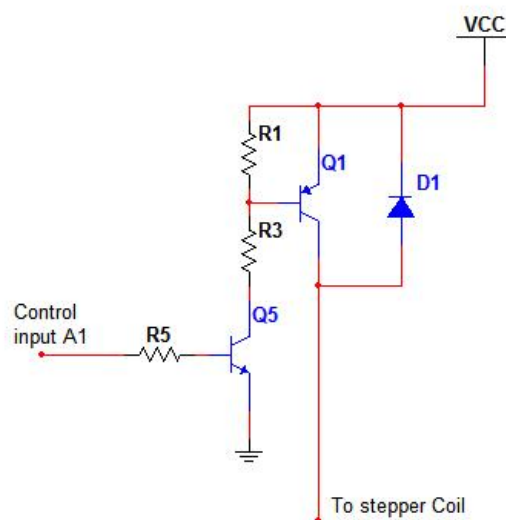 VCC
R1
Q1
D1
R3
Control
input A1
R5
Q5
To stepper Coil